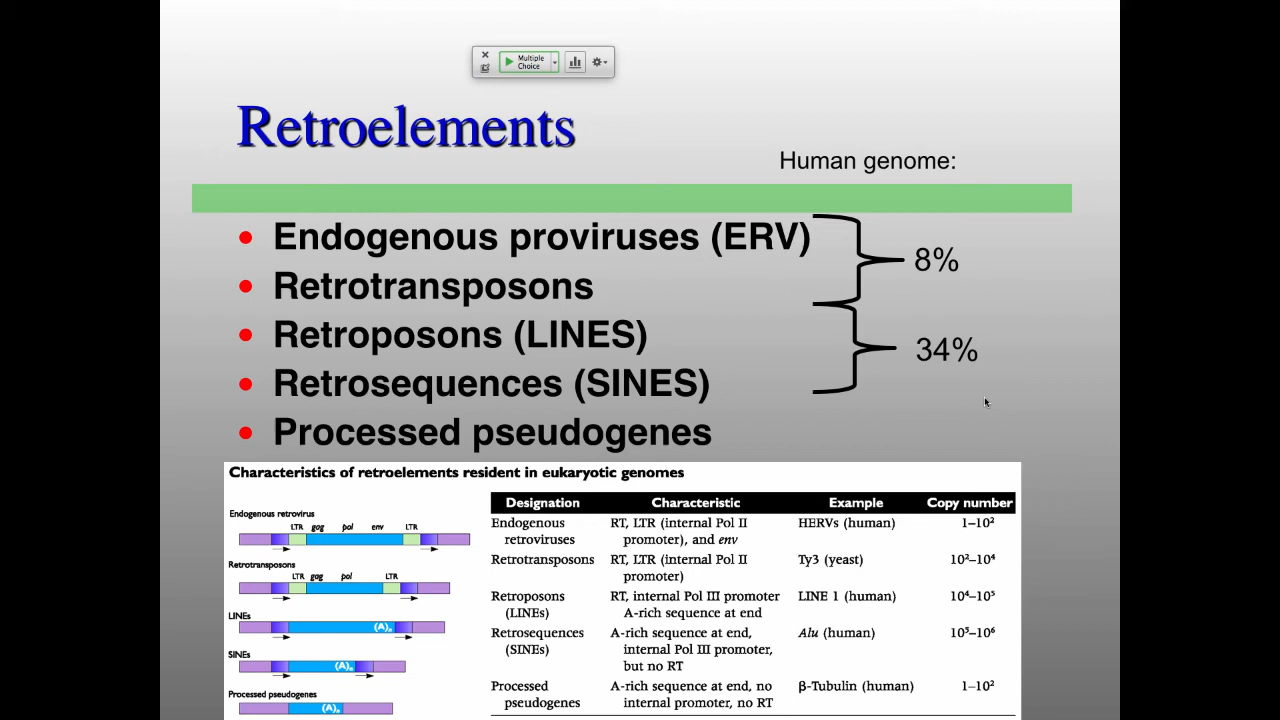 Multiple
Choice
Retroelements
Human genome:
• Endogenous proviruses (ERV)
• Retrotransposons
8%
• Retroposons (LINES)
• Retrosequences (SINES)
34%
• Processed pseudogenes
Characteristics of retroelements resident in eukaryotic genomes
Endogenous retrovirus
LTR gag pol env LTR
Retrotransposons
LTR gag pol LTR
LINEs
(A)n
SINEs
(A)n
Processed pseudogenes
(A)n
Designation Characteristic Example Copy number
Endogenous RT, LTR (internal Pol II HERVs (human) 1–10²
retroviruses promoter), and env
Retrotransposons RT, LTR (internal Pol II Ty3 (yeast) 10²–10⁴
promoter)
Retroposons RT, internal Pol III promoter LINE 1 (human) 10⁴–10⁵
(LINEs) A-rich sequence at end
Retrosequences A-rich sequence at end, Alu (human) 10⁵–10⁶
(SINEs) internal Pol III promoter,
but no RT
Processed A-rich sequence at end, no β-Tubulin (human) 1–10²
pseudogenes internal promoter, no RT